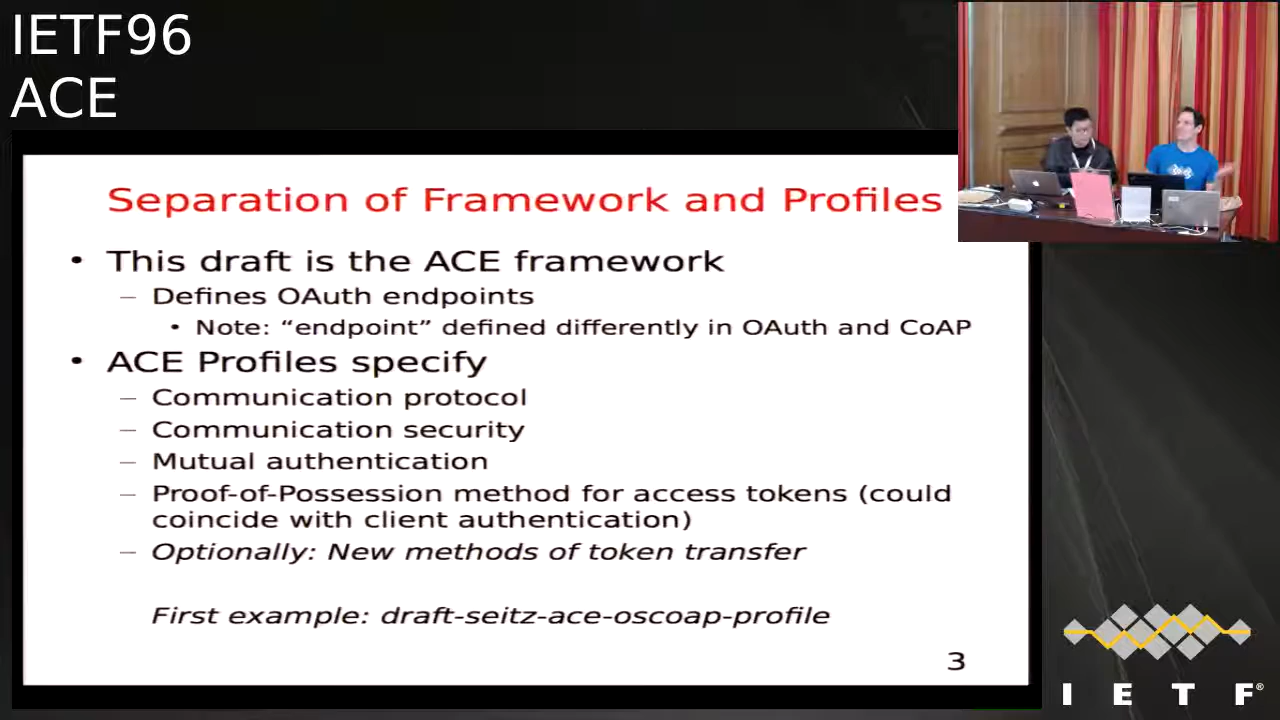 IETF96
ACE
Separation of Framework and Profiles
• This draft is the ACE framework
– Defines OAuth endpoints
• Note: “endpoint” defined differently in OAuth and CoAP
• ACE Profiles specify
– Communication protocol
– Communication security
– Mutual authentication
– Proof-of-Possession method for access tokens (could
coincide with client authentication)
– Optionally: New methods of token transfer
First example: draft-seitz-ace-oscoap-profile
3
I E T F®